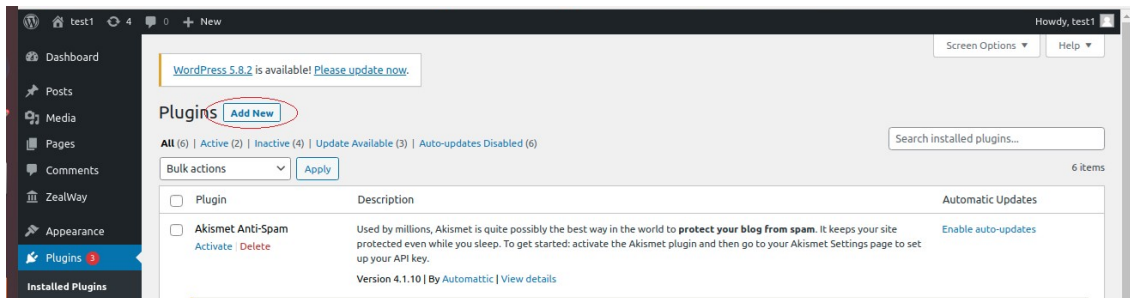 test1 4 0 + New Howdy, test1
Dashboard
Posts
Media
Pages
Comments
ZealWay
Appearance
Plugins 3
Installed Plugins
Screen Options ▼ Help ▼
WordPress 5.8.2 is available! Please update now.
Plugins Add New
All (6) | Active (2) | Inactive (4) | Update Available (3) | Auto-updates Disabled (6)
Search installed plugins...
Bulk actions Apply
6 items
Plugin Description Automatic Updates
Akismet Anti-Spam
Activate | Delete
Used by millions, Akismet is quite possibly the best way in the world to protect your blog from spam. It keeps your site
protected even while you sleep. To get started: activate the Akismet plugin and then go to your Akismet Settings page to set
up your API key.
Version 4.1.10 | By Automattic | View details
Enable auto-updates